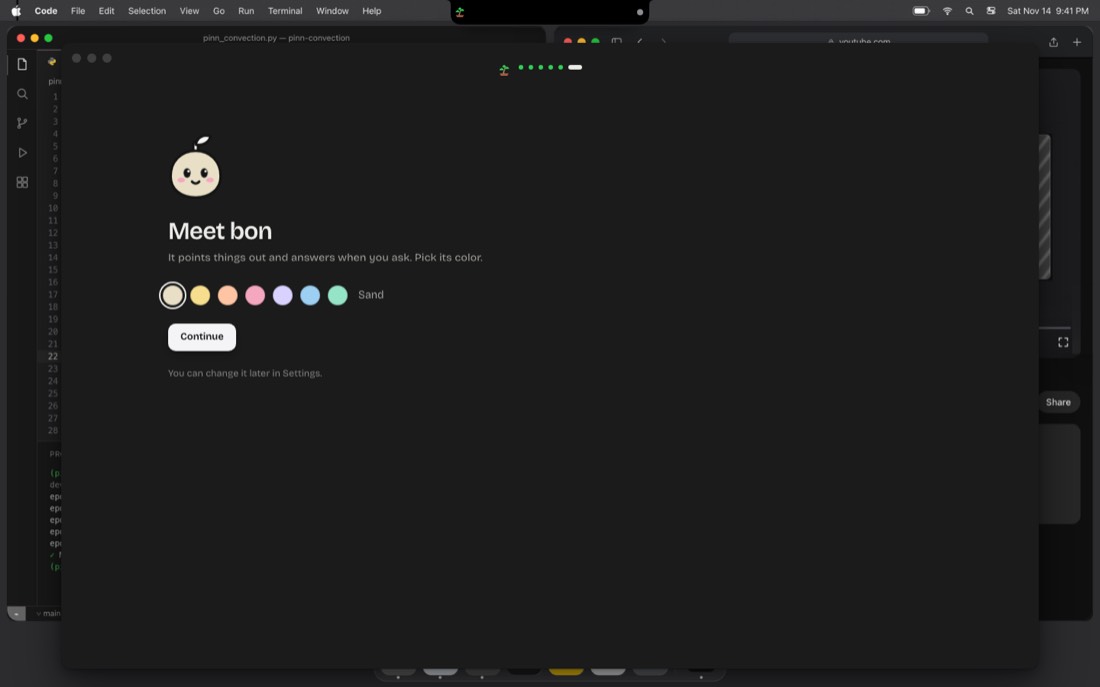 Code File Edit Selection View Go Run Terminal Window Help
Sat Nov 14 9:41 PM
pinn_convection.py — pinn-convection
youtube.com
1
2
3
4
5
6
7
8
9
10
11
12
13
14
15
16
17
18
19
20
21
22
23
24
25
26
27
28
Meet bon
It points things out and answers when you ask. Pick its color.
Sand
Continue
You can change it later in Settings.
Share
main